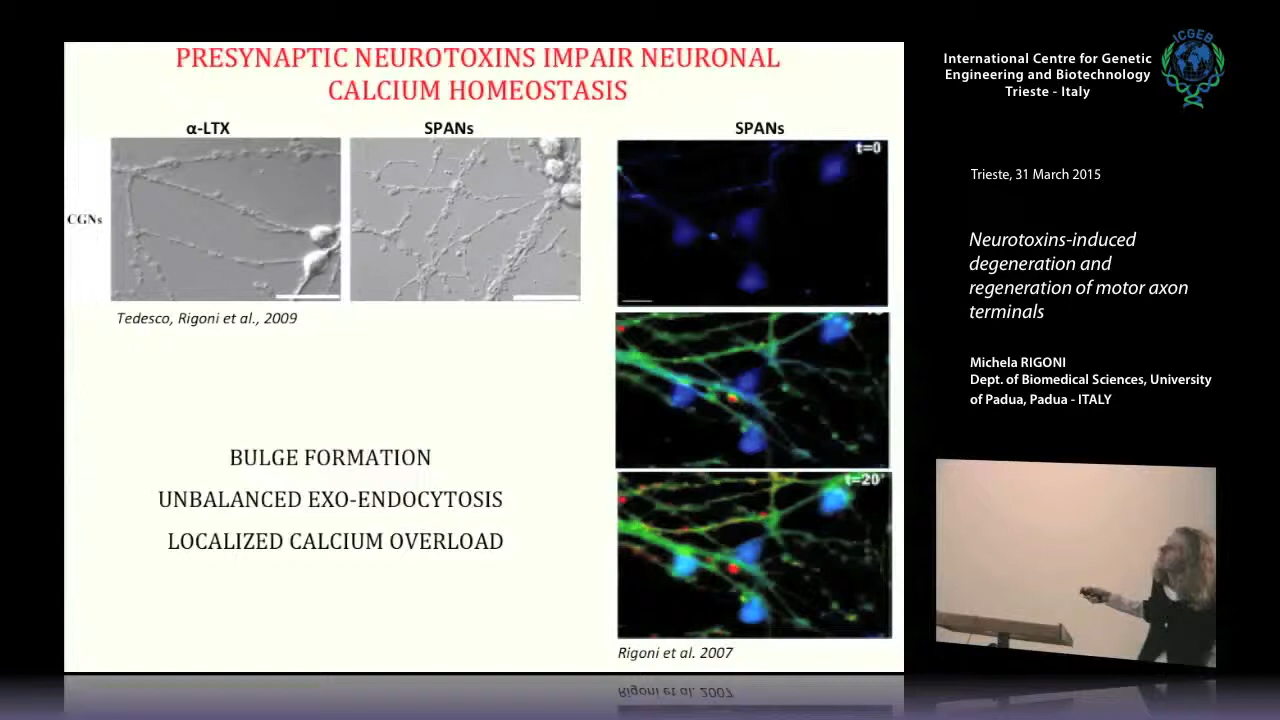 PRESYNAPTIC NEUROTOXINS IMPAIR NEURONAL
CALCIUM HOMEOSTASIS
α-LTX
SPANs
SPANs
CGNs
t=0
t=20'
Tedesco, Rigoni et al., 2009
BULGE FORMATION
UNBALANCED EXO-ENDOCYTOSIS
LOCALIZED CALCIUM OVERLOAD
Rigoni et al. 2007
International Centre for Genetic
Engineering and Biotechnology
Trieste - Italy
ICGEB
Trieste, 31 March 2015
Neurotoxins-induced
degeneration and
regeneration of motor axon
terminals
Michela RIGONI
Dept. of Biomedical Sciences, University
of Padua, Padua - ITALY